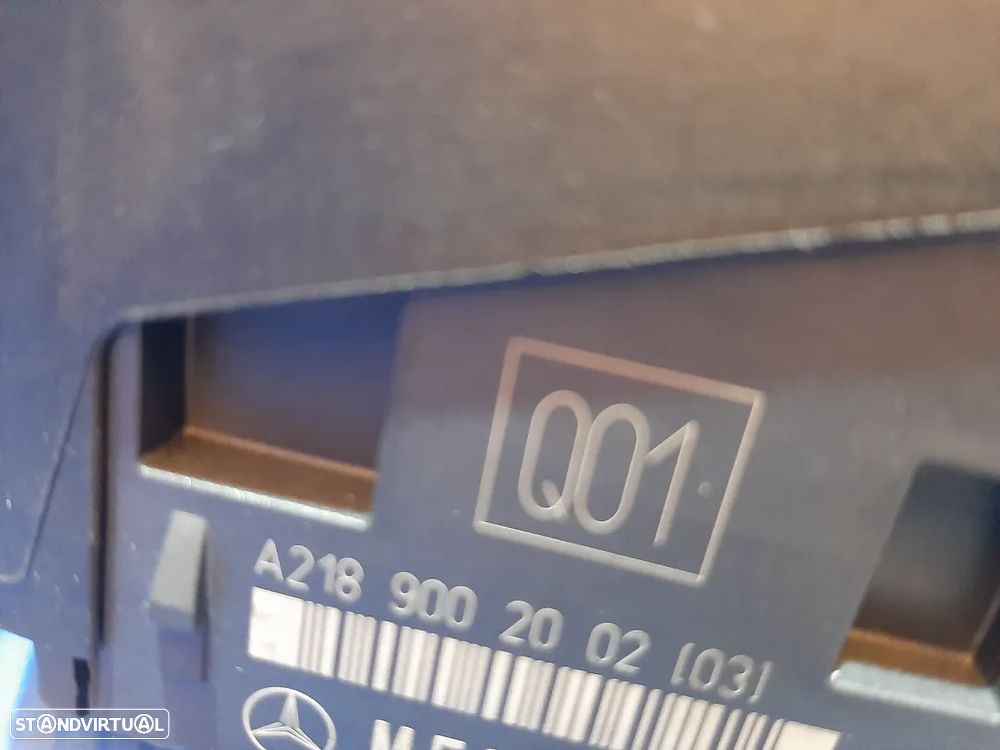 Q01
A218 900 20 02 (03)
STANDVIRTUAL